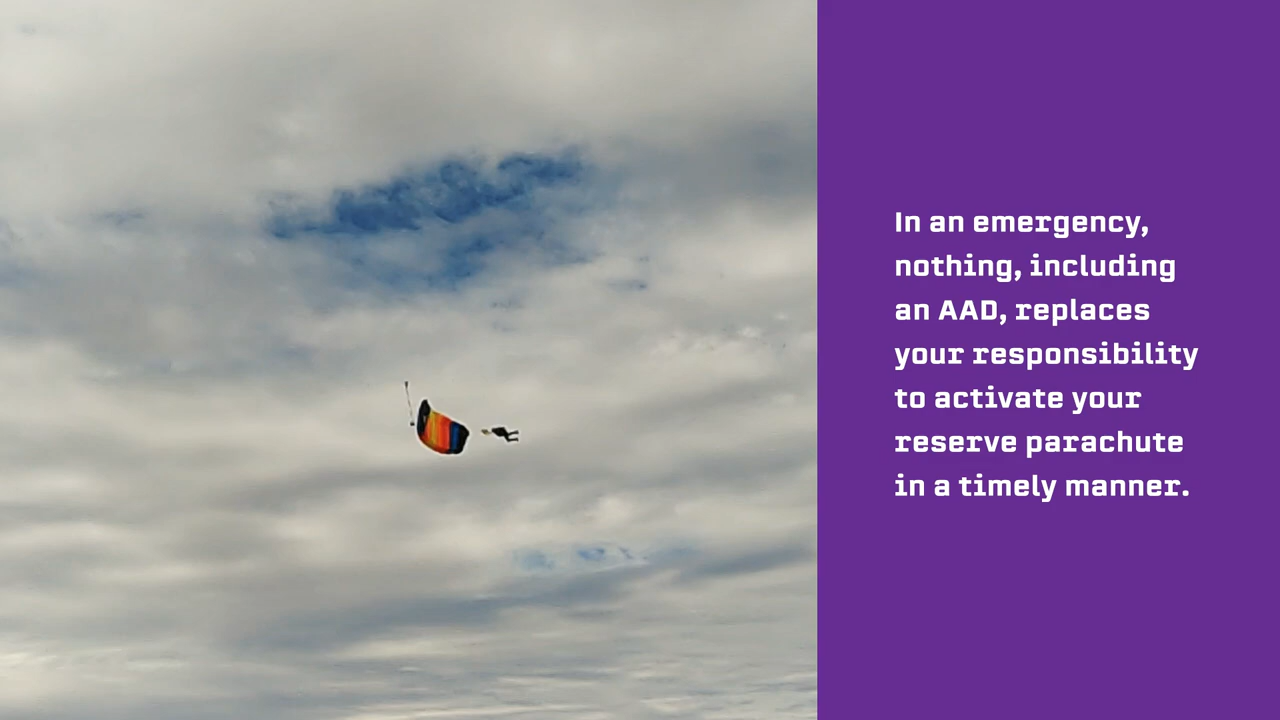 In an emergency,
nothing, including
an AAD, replaces
your responsibility
to activate your
reserve parachute
in a timely manner.